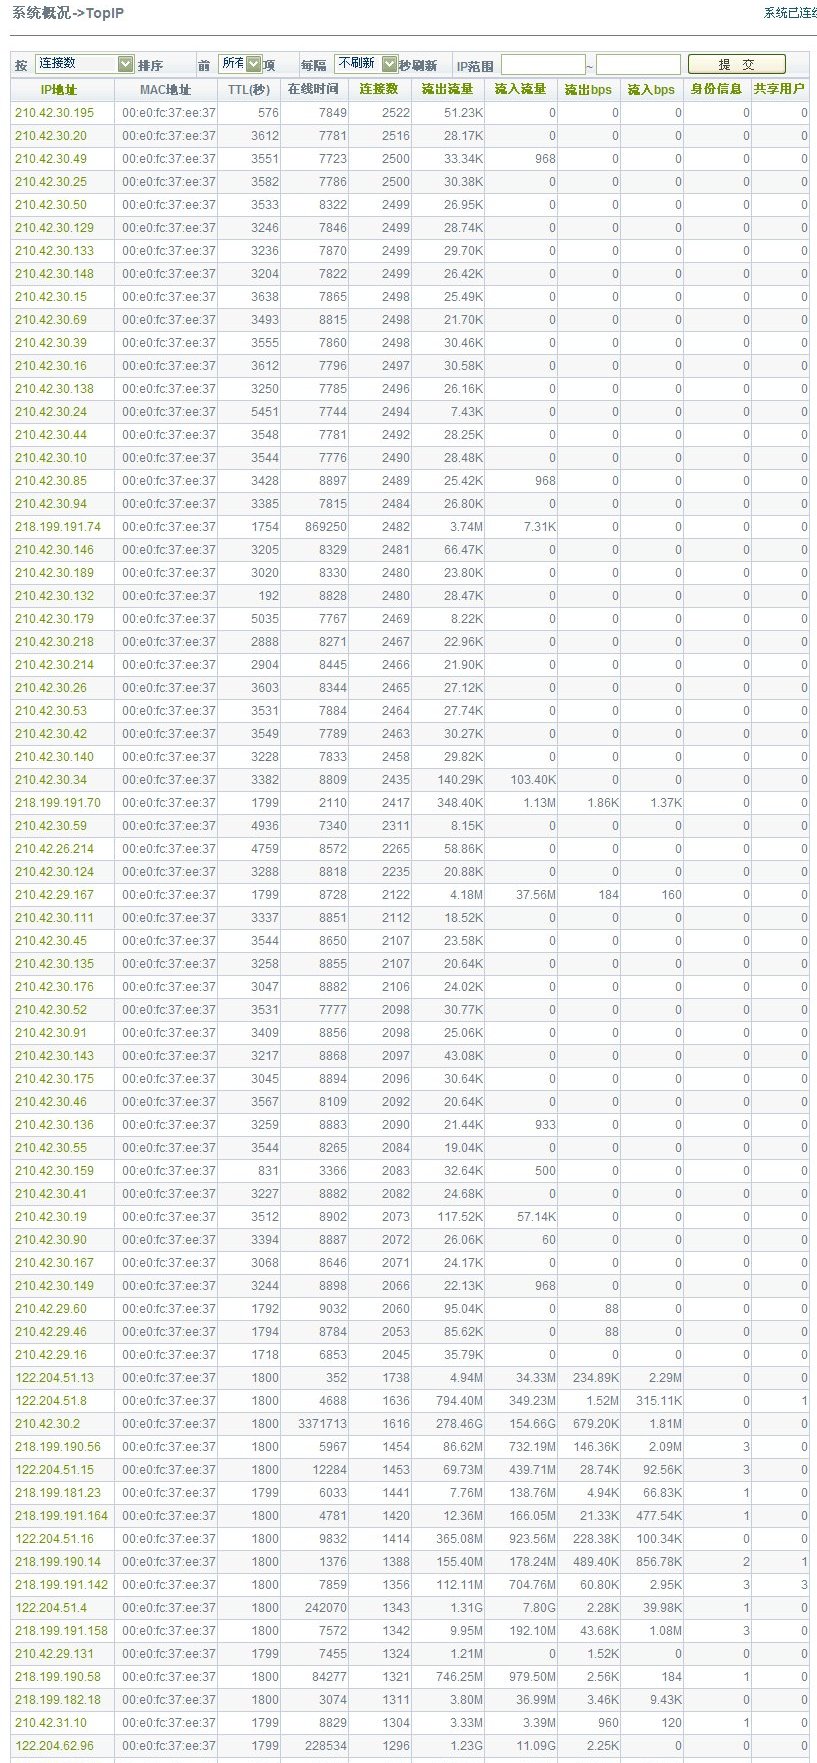 系统概况->TopIP
系统已连续
按 连接数 排序 前 所有 项 每隔 不刷新 秒刷新 IP范围 ~ 提 交
IP地址 MAC地址 TTL(秒) 在线时间 连接数 流出流量 流入流量 流出bps 流入bps 身份信息 共享用户
210.42.30.195 00:e0:fc:37:ee:37 576 7849 2522 51.23K 0 0 0 0 0
210.42.30.20 00:e0:fc:37:ee:37 3612 7781 2516 28.17K 0 0 0 0 0
210.42.30.49 00:e0:fc:37:ee:37 3551 7723 2500 33.34K 968 0 0 0 0
210.42.30.25 00:e0:fc:37:ee:37 3582 7786 2500 30.38K 0 0 0 0 0
210.42.30.50 00:e0:fc:37:ee:37 3533 8322 2499 26.95K 0 0 0 0 0
210.42.30.129 00:e0:fc:37:ee:37 3246 7846 2499 28.74K 0 0 0 0 0
210.42.30.133 00:e0:fc:37:ee:37 3236 7870 2499 29.70K 0 0 0 0 0
210.42.30.148 00:e0:fc:37:ee:37 3204 7822 2499 26.42K 0 0 0 0 0
210.42.30.15 00:e0:fc:37:ee:37 3638 7865 2498 25.49K 0 0 0 0 0
210.42.30.69 00:e0:fc:37:ee:37 3493 8815 2498 21.70K 0 0 0 0 0
210.42.30.39 00:e0:fc:37:ee:37 3555 7860 2498 30.46K 0 0 0 0 0
210.42.30.16 00:e0:fc:37:ee:37 3612 7796 2497 30.58K 0 0 0 0 0
210.42.30.138 00:e0:fc:37:ee:37 3250 7785 2496 26.16K 0 0 0 0 0
210.42.30.24 00:e0:fc:37:ee:37 5451 7744 2494 7.43K 0 0 0 0 0
210.42.30.44 00:e0:fc:37:ee:37 3548 7781 2492 28.25K 0 0 0 0 0
210.42.30.10 00:e0:fc:37:ee:37 3544 7776 2490 28.48K 0 0 0 0 0
210.42.30.85 00:e0:fc:37:ee:37 3428 8897 2489 25.42K 968 0 0 0 0
210.42.30.94 00:e0:fc:37:ee:37 3385 7815 2484 26.80K 0 0 0 0 0
218.199.191.74 00:e0:fc:37:ee:37 1754 869250 2482 3.74M 7.31K 0 0 0 0
210.42.30.146 00:e0:fc:37:ee:37 3205 8329 2481 66.47K 0 0 0 0 0
210.42.30.189 00:e0:fc:37:ee:37 3020 8330 2480 23.80K 0 0 0 0 0
210.42.30.132 00:e0:fc:37:ee:37 192 8828 2480 28.47K 0 0 0 0 0
210.42.30.179 00:e0:fc:37:ee:37 5035 7767 2469 8.22K 0 0 0 0 0
210.42.30.218 00:e0:fc:37:ee:37 2888 8271 2467 22.96K 0 0 0 0 0
210.42.30.214 00:e0:fc:37:ee:37 2904 8445 2466 21.90K 0 0 0 0 0
210.42.30.26 00:e0:fc:37:ee:37 3603 8344 2465 27.12K 0 0 0 0 0
210.42.30.53 00:e0:fc:37:ee:37 3531 7884 2464 27.74K 0 0 0 0 0
210.42.30.42 00:e0:fc:37:ee:37 3549 7789 2463 30.27K 0 0 0 0 0
210.42.30.140 00:e0:fc:37:ee:37 3228 7833 2458 29.82K 0 0 0 0 0
210.42.30.34 00:e0:fc:37:ee:37 3382 8809 2435 140.29K 103.40K 0 0 0 0
218.199.191.70 00:e0:fc:37:ee:37 1799 2110 2417 348.40K 1.13M 1.86K 1.37K 0 0
210.42.30.59 00:e0:fc:37:ee:37 4936 7340 2311 8.15K 0 0 0 0 0
210.42.26.214 00:e0:fc:37:ee:37 4759 8572 2265 58.86K 0 0 0 0 0
210.42.30.124 00:e0:fc:37:ee:37 3288 8818 2235 20.88K 0 0 0 0 0
210.42.29.167 00:e0:fc:37:ee:37 1799 8728 2122 4.18M 37.56M 184 160 0 0
210.42.30.111 00:e0:fc:37:ee:37 3337 8851 2112 18.52K 0 0 0 0 0
210.42.30.45 00:e0:fc:37:ee:37 3544 8650 2107 23.58K 0 0 0 0 0
210.42.30.135 00:e0:fc:37:ee:37 3258 8855 2107 20.64K 0 0 0 0 0
210.42.30.176 00:e0:fc:37:ee:37 3047 8882 2106 24.02K 0 0 0 0 0
210.42.30.52 00:e0:fc:37:ee:37 3531 7777 2098 30.77K 0 0 0 0 0
210.42.30.91 00:e0:fc:37:ee:37 3409 8856 2098 25.06K 0 0 0 0 0
210.42.30.143 00:e0:fc:37:ee:37 3217 8868 2097 43.08K 0 0 0 0 0
210.42.30.175 00:e0:fc:37:ee:37 3045 8894 2096 30.64K 0 0 0 0 0
210.42.30.46 00:e0:fc:37:ee:37 3567 8109 2092 20.64K 0 0 0 0 0
210.42.30.136 00:e0:fc:37:ee:37 3259 8883 2090 21.44K 933 0 0 0 0
210.42.30.55 00:e0:fc:37:ee:37 3544 8265 2084 19.04K 0 0 0 0 0
210.42.30.159 00:e0:fc:37:ee:37 831 3366 2083 32.64K 500 0 0 0 0
210.42.30.41 00:e0:fc:37:ee:37 3227 8882 2082 24.68K 0 0 0 0 0
210.42.30.19 00:e0:fc:37:ee:37 3512 8902 2073 117.52K 57.14K 0 0 0 0
210.42.30.90 00:e0:fc:37:ee:37 3394 8887 2072 26.06K 60 0 0 0 0
210.42.30.167 00:e0:fc:37:ee:37 3068 8646 2071 24.17K 0 0 0 0 0
210.42.30.149 00:e0:fc:37:ee:37 3244 8898 2066 22.13K 968 0 0 0 0
210.42.29.60 00:e0:fc:37:ee:37 1792 9032 2060 95.04K 0 88 0 0 0
210.42.29.46 00:e0:fc:37:ee:37 1794 8784 2053 85.62K 0 88 0 0 0
210.42.29.16 00:e0:fc:37:ee:37 1718 6853 2045 35.79K 0 0 0 0 0
122.204.51.13 00:e0:fc:37:ee:37 1800 352 1738 4.94M 34.33M 234.89K 2.29M 0 0
122.204.51.8 00:e0:fc:37:ee:37 1800 4688 1636 794.40M 349.23M 1.52M 315.11K 0 1
210.42.30.2 00:e0:fc:37:ee:37 1800 3371713 1616 278.46G 154.66G 679.20K 1.81M 0 0
218.199.190.56 00:e0:fc:37:ee:37 1800 5967 1454 86.62M 732.19M 146.36K 2.09M 3 0
122.204.51.15 00:e0:fc:37:ee:37 1800 12284 1453 69.73M 439.71M 28.74K 92.56K 3 0
218.199.181.23 00:e0:fc:37:ee:37 1799 6033 1441 7.76M 138.76M 4.94K 66.83K 1 0
218.199.191.164 00:e0:fc:37:ee:37 1800 4781 1420 12.36M 166.05M 21.33K 477.54K 1 0
122.204.51.16 00:e0:fc:37:ee:37 1800 9832 1414 365.08M 923.56M 228.38K 100.34K 0 0
218.199.190.14 00:e0:fc:37:ee:37 1800 1376 1388 155.40M 178.24M 489.40K 856.78K 2 1
218.199.191.142 00:e0:fc:37:ee:37 1800 7859 1356 112.11M 704.76M 60.80K 2.95K 3 3
122.204.51.4 00:e0:fc:37:ee:37 1800 242070 1343 1.31G 7.80G 2.28K 39.98K 1 0
218.199.191.158 00:e0:fc:37:ee:37 1800 7572 1342 9.95M 192.10M 43.68K 1.08M 3 0
210.42.29.131 00:e0:fc:37:ee:37 1799 7455 1324 1.21M 0 1.52K 0 0 0
218.199.190.58 00:e0:fc:37:ee:37 1800 84277 1321 746.25M 979.50M 2.56K 184 1 0
218.199.182.18 00:e0:fc:37:ee:37 1800 3074 1311 3.80M 36.99M 3.46K 9.43K 0 0
210.42.31.10 00:e0:fc:37:ee:37 1799 8829 1304 3.33M 3.39M 960 120 1 0
122.204.62.96 00:e0:fc:37:ee:37 1799 228534 1296 1.23G 11.09G 2.25K 0 0 0